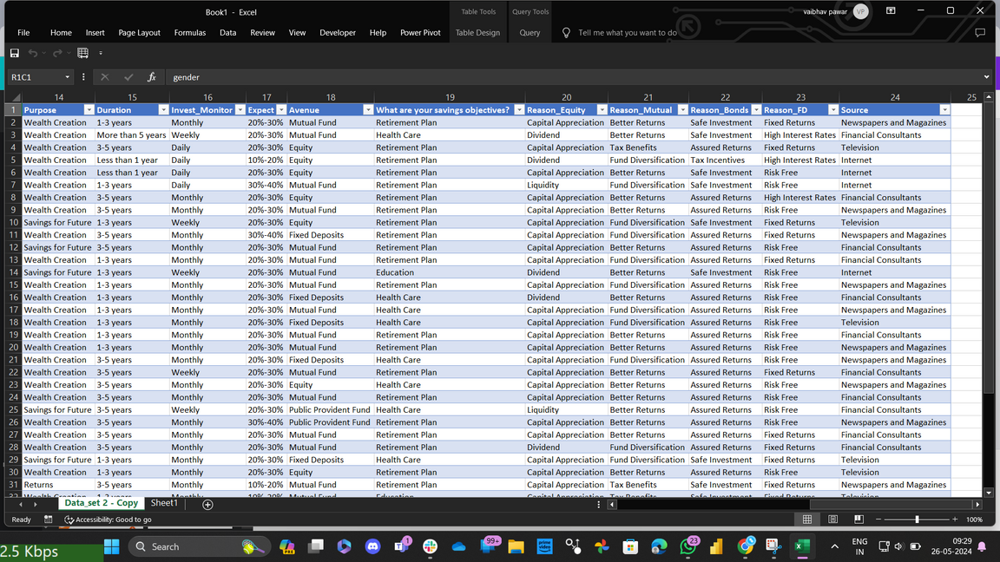 Book1 - Excel
Table Tools
Query Tools
vaibhav pawar
VP
File Home Insert Page Layout Formulas Data Review View Developer Help Power Pivot Table Design Query Tell me what you want to do
R1C1 fx gender
14 15 16 17 18 19 20 21 22 23 24 25
1 Purpose Duration Invest_Monitor Expect Avenue What are your savings objectives? Reason_Equity Reason_Mutual Reason_Bonds Reason_FD Source
2 Wealth Creation 1-3 years Monthly 20%-30% Mutual Fund Retirement Plan Capital Appreciation Better Returns Safe Investment Fixed Returns Newspapers and Magazines
3 Wealth Creation More than 5 years Weekly 20%-30% Mutual Fund Health Care Dividend Better Returns Safe Investment High Interest Rates Financial Consultants
4 Wealth Creation 3-5 years Daily 20%-30% Equity Retirement Plan Capital Appreciation Tax Benefits Assured Returns Fixed Returns Television
5 Wealth Creation Less than 1 year Daily 10%-20% Equity Retirement Plan Dividend Fund Diversification Tax Incentives High Interest Rates Internet
6 Wealth Creation Less than 1 year Daily 20%-30% Equity Retirement Plan Capital Appreciation Better Returns Safe Investment Risk Free Internet
7 Wealth Creation 1-3 years Daily 30%-40% Mutual Fund Retirement Plan Liquidity Fund Diversification Safe Investment Risk Free Internet
8 Wealth Creation 3-5 years Monthly 20%-30% Equity Retirement Plan Capital Appreciation Better Returns Assured Returns High Interest Rates Financial Consultants
9 Wealth Creation 3-5 years Monthly 20%-30% Mutual Fund Retirement Plan Capital Appreciation Better Returns Assured Returns Risk Free Newspapers and Magazines
10 Savings for Future 1-3 years Weekly 20%-30% Equity Retirement Plan Capital Appreciation Fund Diversification Safe Investment Fixed Returns Television
11 Wealth Creation 3-5 years Monthly 30%-40% Fixed Deposits Retirement Plan Capital Appreciation Fund Diversification Assured Returns Fixed Returns Newspapers and Magazines
12 Savings for Future 3-5 years Monthly 20%-30% Mutual Fund Retirement Plan Capital Appreciation Fund Diversification Assured Returns Risk Free Financial Consultants
13 Wealth Creation 1-3 years Monthly 20%-30% Mutual Fund Retirement Plan Capital Appreciation Fund Diversification Assured Returns Fixed Returns Newspapers and Magazines
14 Savings for Future 1-3 years Weekly 20%-30% Mutual Fund Education Dividend Better Returns Safe Investment Risk Free Internet
15 Wealth Creation 1-3 years Monthly 20%-30% Mutual Fund Retirement Plan Capital Appreciation Fund Diversification Assured Returns Risk Free Newspapers and Magazines
16 Wealth Creation 1-3 years Monthly 20%-30% Fixed Deposits Health Care Dividend Better Returns Assured Returns Risk Free Financial Consultants
17 Wealth Creation 1-3 years Monthly 20%-30% Mutual Fund Health Care Capital Appreciation Fund Diversification Assured Returns Risk Free Newspapers and Magazines
18 Wealth Creation 1-3 years Monthly 20%-30% Fixed Deposits Health Care Capital Appreciation Fund Diversification Assured Returns Risk Free Television
19 Wealth Creation 1-3 years Monthly 20%-30% Mutual Fund Retirement Plan Capital Appreciation Better Returns Assured Returns Risk Free Financial Consultants
20 Wealth Creation 1-3 years Monthly 20%-30% Mutual Fund Retirement Plan Capital Appreciation Better Returns Assured Returns Risk Free Newspapers and Magazines
21 Wealth Creation 3-5 years Monthly 20%-30% Fixed Deposits Health Care Capital Appreciation Fund Diversification Assured Returns Risk Free Newspapers and Magazines
22 Wealth Creation 3-5 years Weekly 20%-30% Mutual Fund Retirement Plan Capital Appreciation Better Returns Assured Returns Fixed Returns Financial Consultants
23 Wealth Creation 3-5 years Monthly 20%-30% Equity Health Care Capital Appreciation Better Returns Assured Returns Risk Free Newspapers and Magazines
24 Wealth Creation 3-5 years Monthly 20%-30% Mutual Fund Retirement Plan Capital Appreciation Better Returns Assured Returns Risk Free Financial Consultants
25 Savings for Future 3-5 years Weekly 20%-30% Public Provident Fund Health Care Liquidity Better Returns Assured Returns Risk Free Financial Consultants
26 Wealth Creation 3-5 years Monthly 30%-40% Public Provident Fund Retirement Plan Capital Appreciation Better Returns Assured Returns Risk Free Newspapers and Magazines
27 Wealth Creation 3-5 years Monthly 20%-30% Mutual Fund Retirement Plan Capital Appreciation Better Returns Assured Returns Fixed Returns Financial Consultants
28 Wealth Creation 3-5 years Monthly 20%-30% Mutual Fund Retirement Plan Dividend Fund Diversification Assured Returns Fixed Returns Financial Consultants
29 Savings for Future 1-3 years Monthly 20%-30% Fixed Deposits Health Care Capital Appreciation Fund Diversification Safe Investment Fixed Returns Television
30 Wealth Creation 1-3 years Monthly 20%-30% Equity Retirement Plan Capital Appreciation Better Returns Assured Returns Risk Free Television
31 Returns 3-5 years Monthly 10%-20% Mutual Fund Retirement Plan Capital Appreciation Tax Benefits Safe Investment Fixed Returns Newspapers and Magazines
Data_set 2 - Copy Sheet1
Ready Accessibility: Good to go 100%
2.5 Kbps Search 1 99+ prime video 23 ENG IN 09:29 26-05-2024